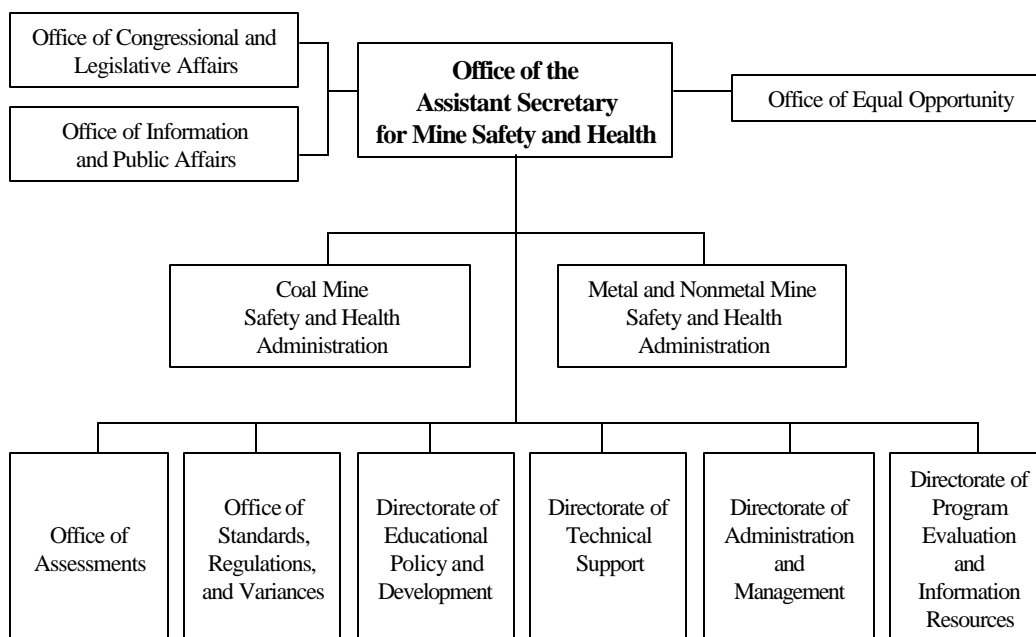 Office of Congressional and
Legislative Affairs
Office of the
Assistant Secretary
for Mine Safety and Health
Office of Equal Opportunity
Office of Information
and Public Affairs
Coal Mine
Safety and Health
Administration
Metal and Nonmetal Mine
Safety and Health
Administration
Office of
Assessments
Office of
Standards,
Regulations,
and Variances
Directorate of
Educational
Policy and
Development
Directorate of
Technical
Support
Directorate of
Administration
and
Management
Directorate of
Program
Evaluation
and
Information
Resources